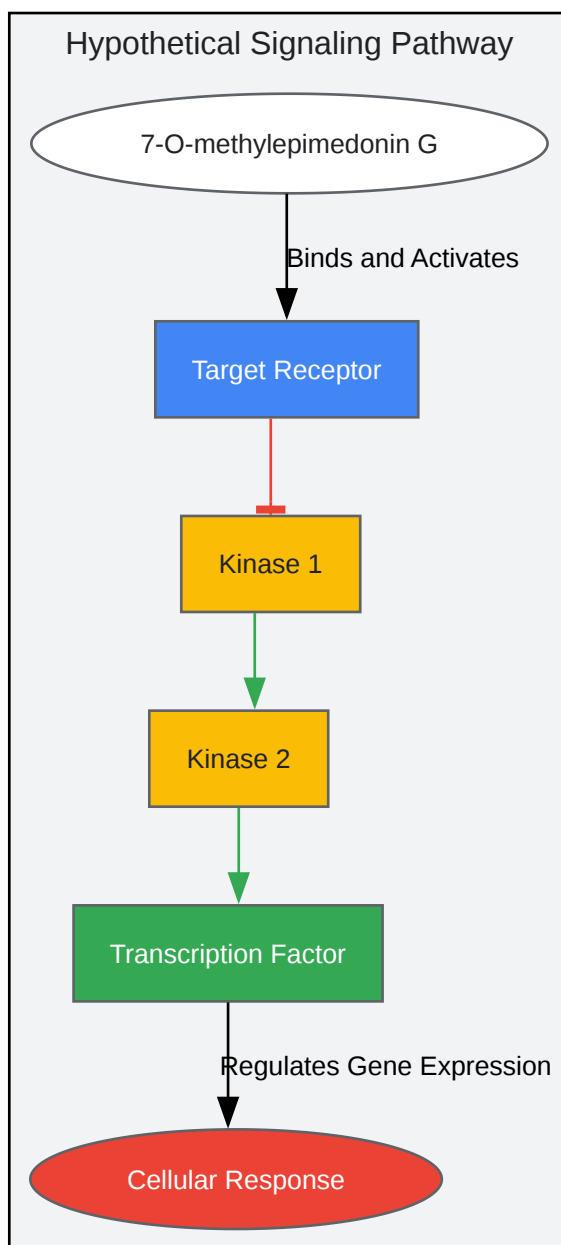 Hypothetical Signaling Pathway
7-O-methylepimedonin G
Binds and Activates
Target Receptor
Kinase 1
Kinase 2
Transcription Factor
Regulates Gene Expression
Cellular Response